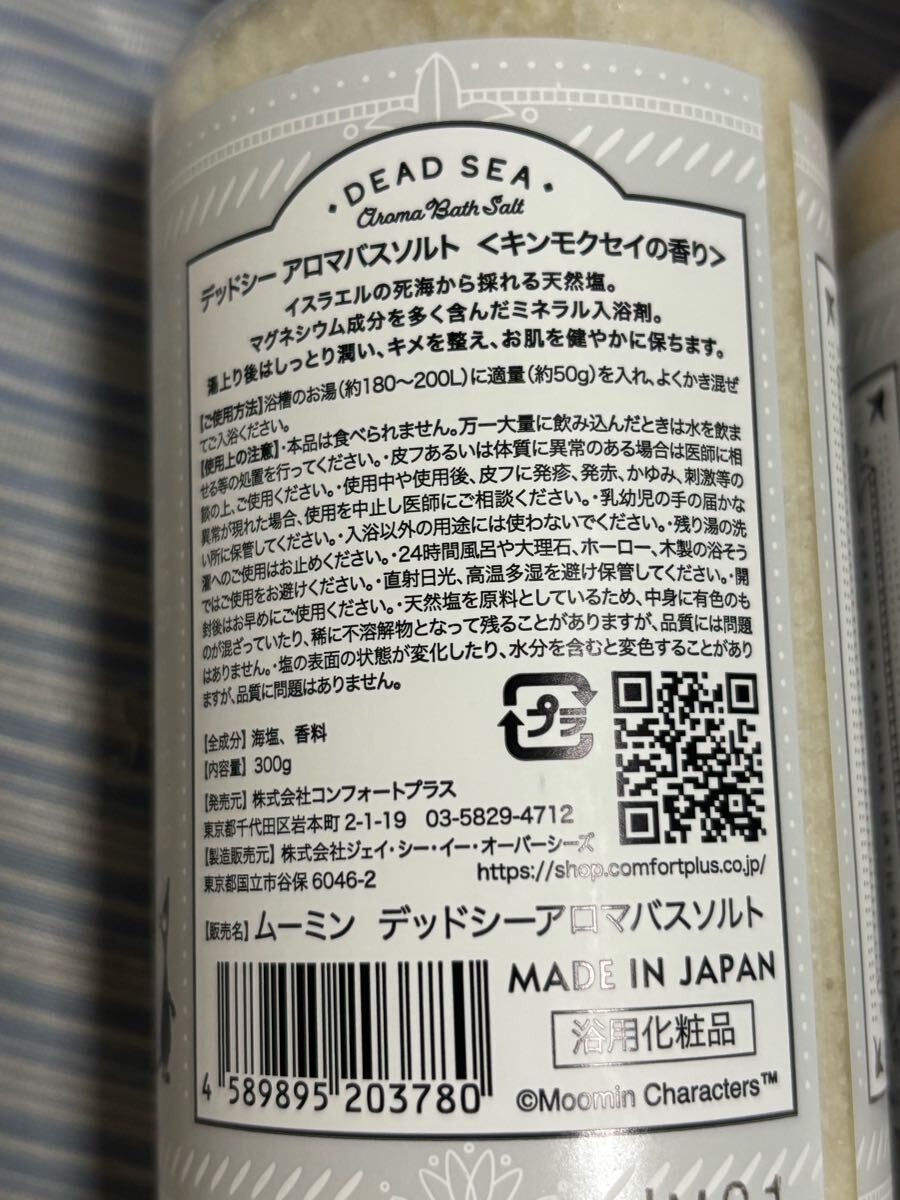 DEAD SEA
Aroma Bath Salt
デッドシー アロマバスソルト <キンモクセイの香り>
イスラエルの死海から採れる天然塩。
マグネシウム成分を多く含んだミネラル入浴剤。
湯上り後はしっとり潤い、キメを整え、お肌を健やかに保ちます。
【ご使用方法】浴槽のお湯(約180〜200L)に適量(約50g)を入れ、よくかき混ぜ
てご入浴ください。
【使用上の注意】・本品は食べられません。万一大量に飲み込んだときは水を飲ま
せる等の処置を行ってください。・皮フあるいは体質に異常のある場合は医師に相
談の上、ご使用ください。・使用中や使用後、皮フに発疹、発赤、かゆみ、刺激等の
異常が現れた場合、使用を中止し医師にご相談ください。・乳幼児の手の届かな
い所に保管してください。・入浴以外の用途には使わないでください。・残り湯の洗
濯へのご使用はお止めください。・24時間風呂や大理石、ホーロー、木製の浴そう
ではご使用をお避けください。・直射日光、高温多湿を避け保管してください。・開
封後はお早めにご使用ください。・天然塩を原料としているため、中身に有色のも
のが混ざっていたり、稀に不溶解物となって残ることがありますが、品質には問題
はありません。・塩の表面の状態が変化したり、水分を含むと変色することがあり
ますが、品質に問題はありません。
プラ
【全成分】海塩、香料
【内容量】300g
【発売元】株式会社コンフォートプラス
東京都千代田区岩本町 2-1-19 03-5829-4712
【製造販売元】株式会社ジェイ・シー・イー・オーバーシーズ
東京都国立市谷保 6046-2 https://shop.comfortplus.co.jp/
【販売名】ムーミン デッドシーアロマバスソルト
MADE IN JAPAN
浴用化粧品
4 589895 203780
©Moomin Characters™